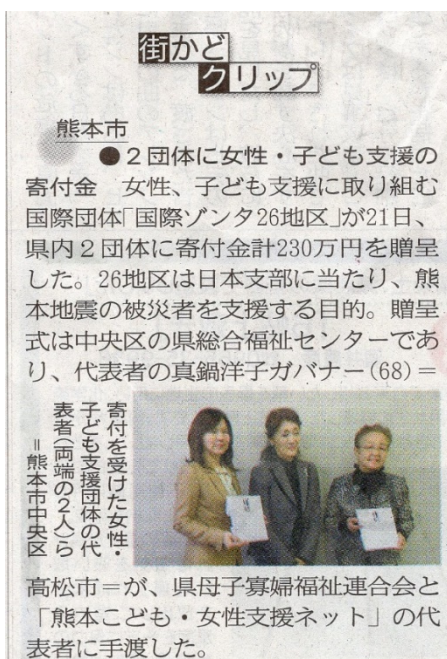 街かど
クリップ
熊本市
●２団体に女性・子ども支援の
寄付金　女性、子ども支援に取り組む
国際団体「国際ゾンタ26地区」が21日、
県内２団体に寄付金計230万円を贈呈
した。26地区は日本支部に当たり、熊
本地震の被災者を支援する目的。贈呈
式は中央区の県総合福祉センターであ
り、代表者の真鍋洋子ガバナー(68)＝
寄付を受けた女性・
子ども支援団体の代
表者(両端の２人)ら
＝熊本市中央区
高松市＝が、県母子寡婦福祉連合会と
「熊本こども・女性支援ネット」の代
表者に手渡した。